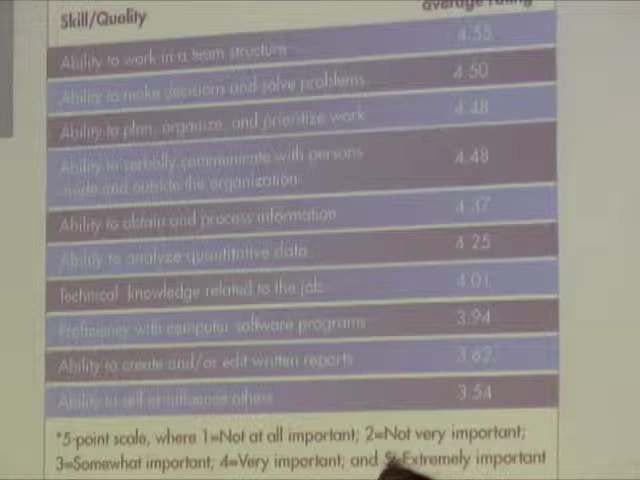 Skill/Quality average rating
Ability to work in a team structure 4.55
Ability to make decisions and solve problems 4.50
Ability to plan, organize, and prioritize work 4.48
Ability to verbally communicate with persons
inside and outside the organization 4.48
Ability to obtain and process information 4.37
Ability to analyze quantitative data 4.25
Technical knowledge related to the job 4.01
Proficiency with computer software programs 3.94
Ability to create and/or edit written reports 3.62
Ability to sell or influence others 3.54
*5-point scale, where 1=Not at all important; 2=Not very important;
3=Somewhat important; 4=Very important; and 5=Extremely important